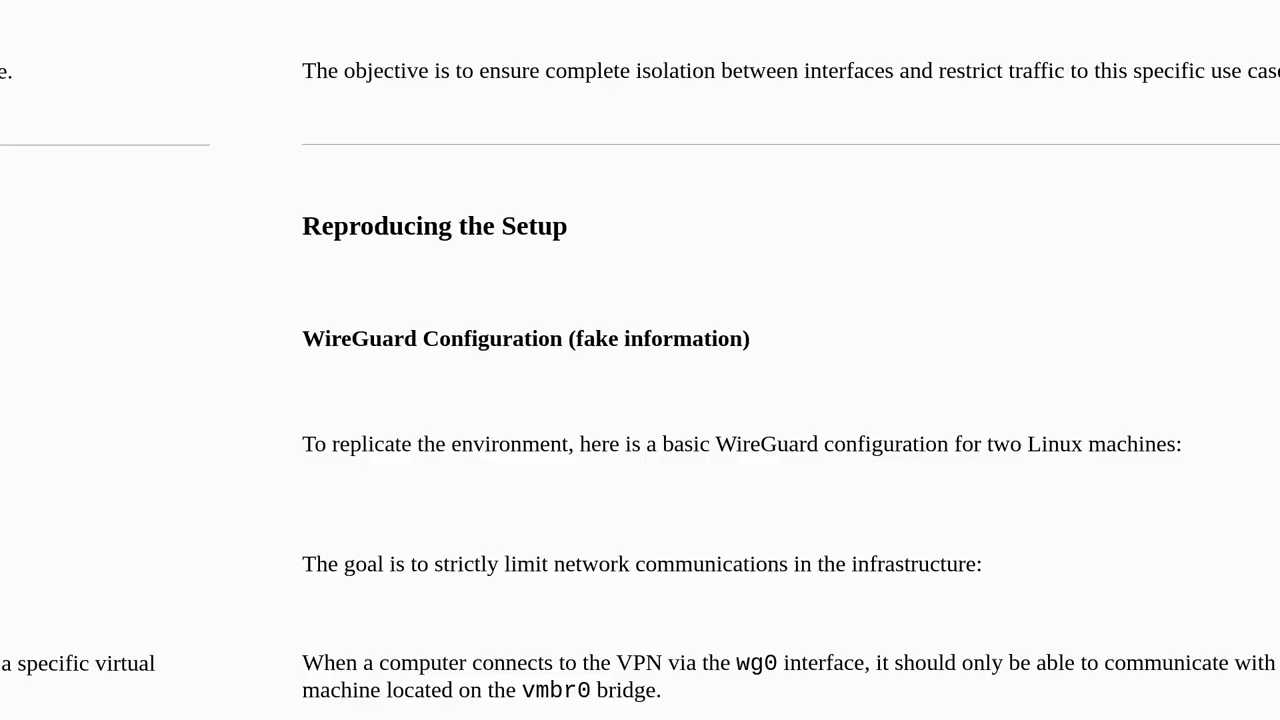 e.
The objective is to ensure complete isolation between interfaces and restrict traffic to this specific use
Reproducing the Setup
WireGuard Configuration (fake information)
To replicate the environment, here is a basic WireGuard configuration for two Linux machines:
The goal is to strictly limit network communications in the infrastructure:
a specific virtual
When a computer connects to the VPN via the wg0 interface, it should only be able to communicate with
machine located on the vmbr0 bridge.